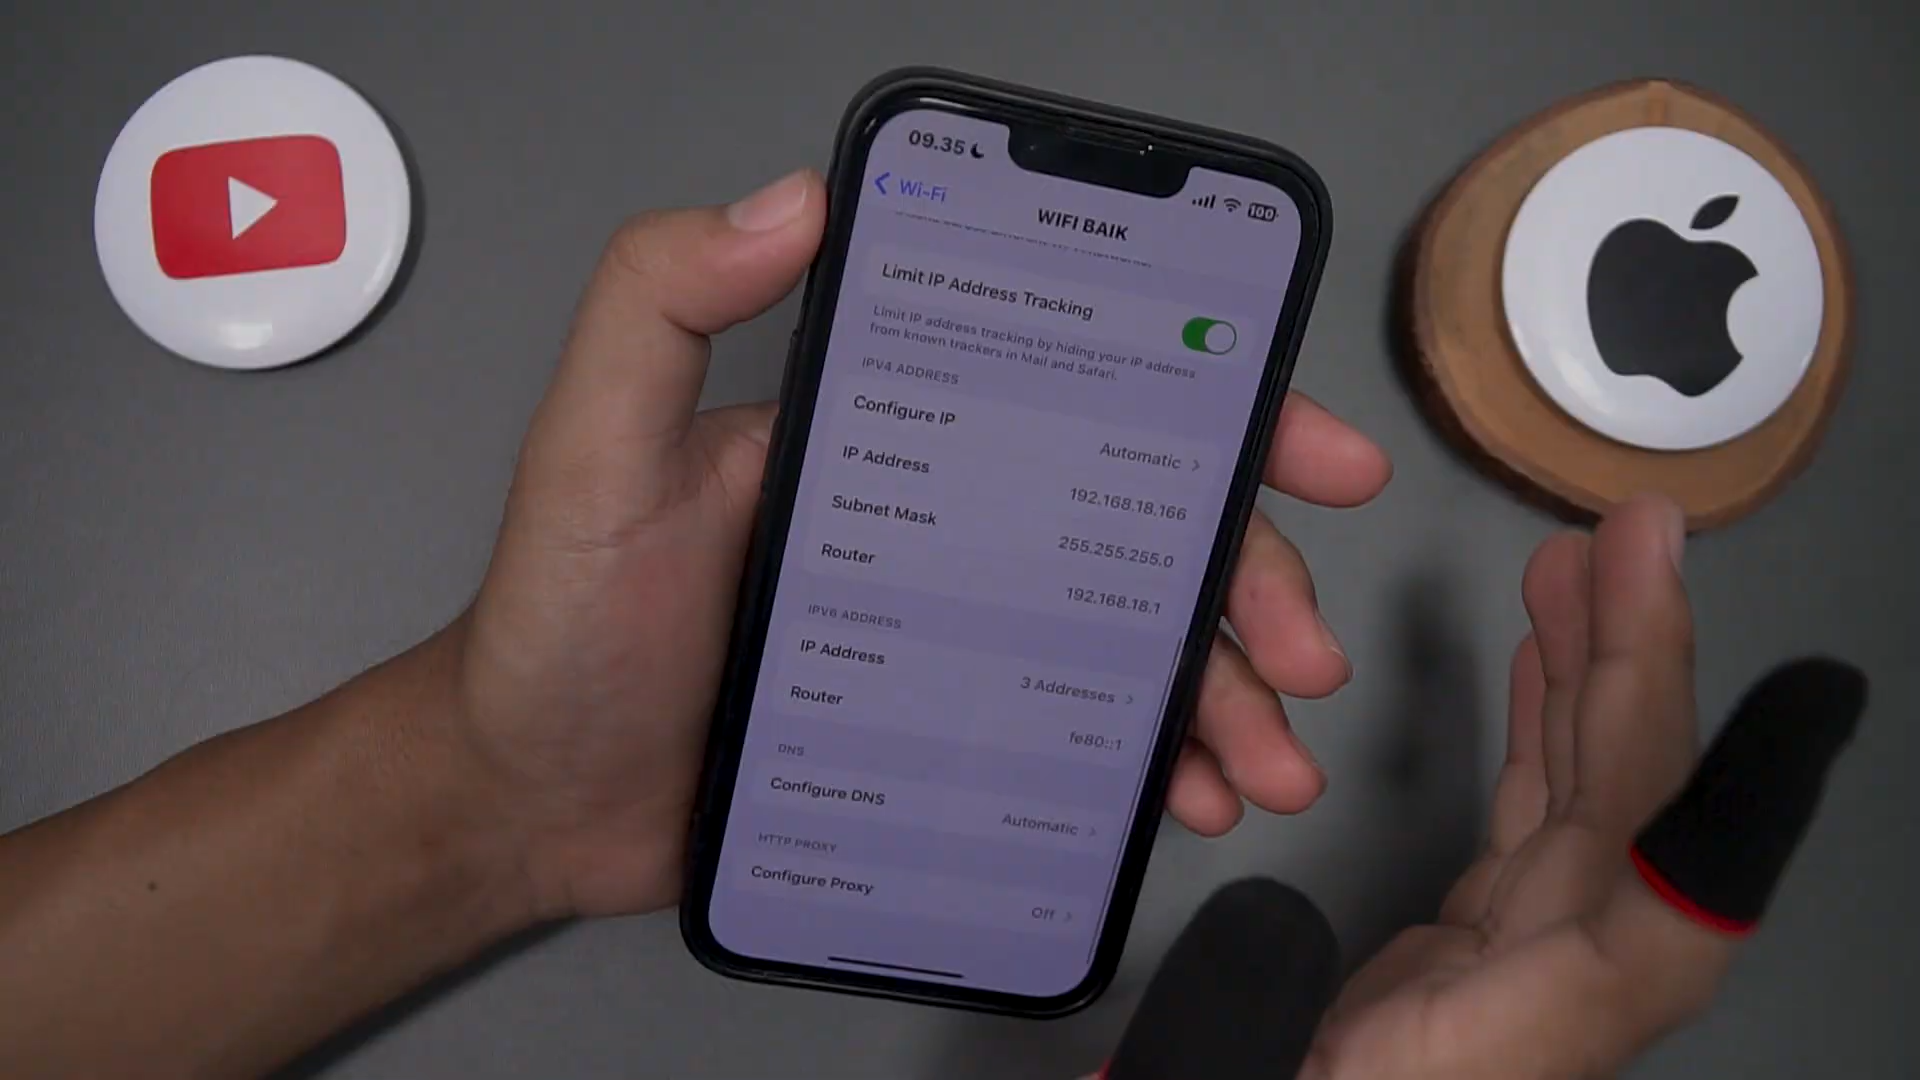 09.35
100
Wi-Fi
WIFI BAIK
Limit IP Address Tracking
Limit IP address tracking by hiding your IP address
from known trackers in Mail and Safari.
IPV4 ADDRESS
Configure IP
Automatic
IP Address
192.168.18.166
Subnet Mask
255.255.255.0
Router
192.168.18.1
IPV6 ADDRESS
IP Address
3 Addresses
Router
fe80::1
DNS
Configure DNS
Automatic
HTTP PROXY
Configure Proxy
Off